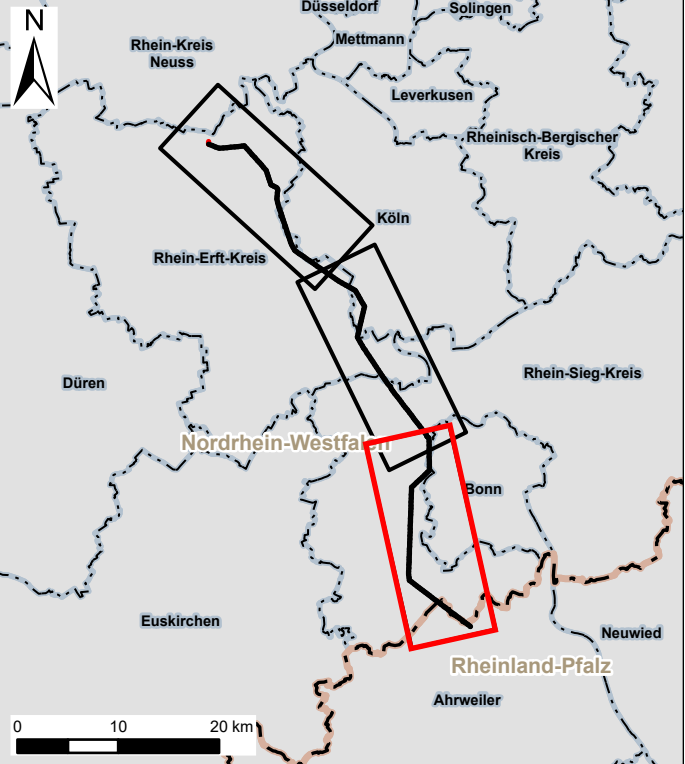 Düsseldorf
Solingen
N
Mettmann
Rhein-Kreis
Neuss
Leverkusen
Rheinisch-Bergischer
Kreis
Köln
Rhein-Erft-Kreis
Rhein-Sieg-Kreis
Düren
Nordrhein-Westfalen
Bonn
Euskirchen
Neuwied
Rheinland-Pfalz
Ahrweiler
0 10 20 km